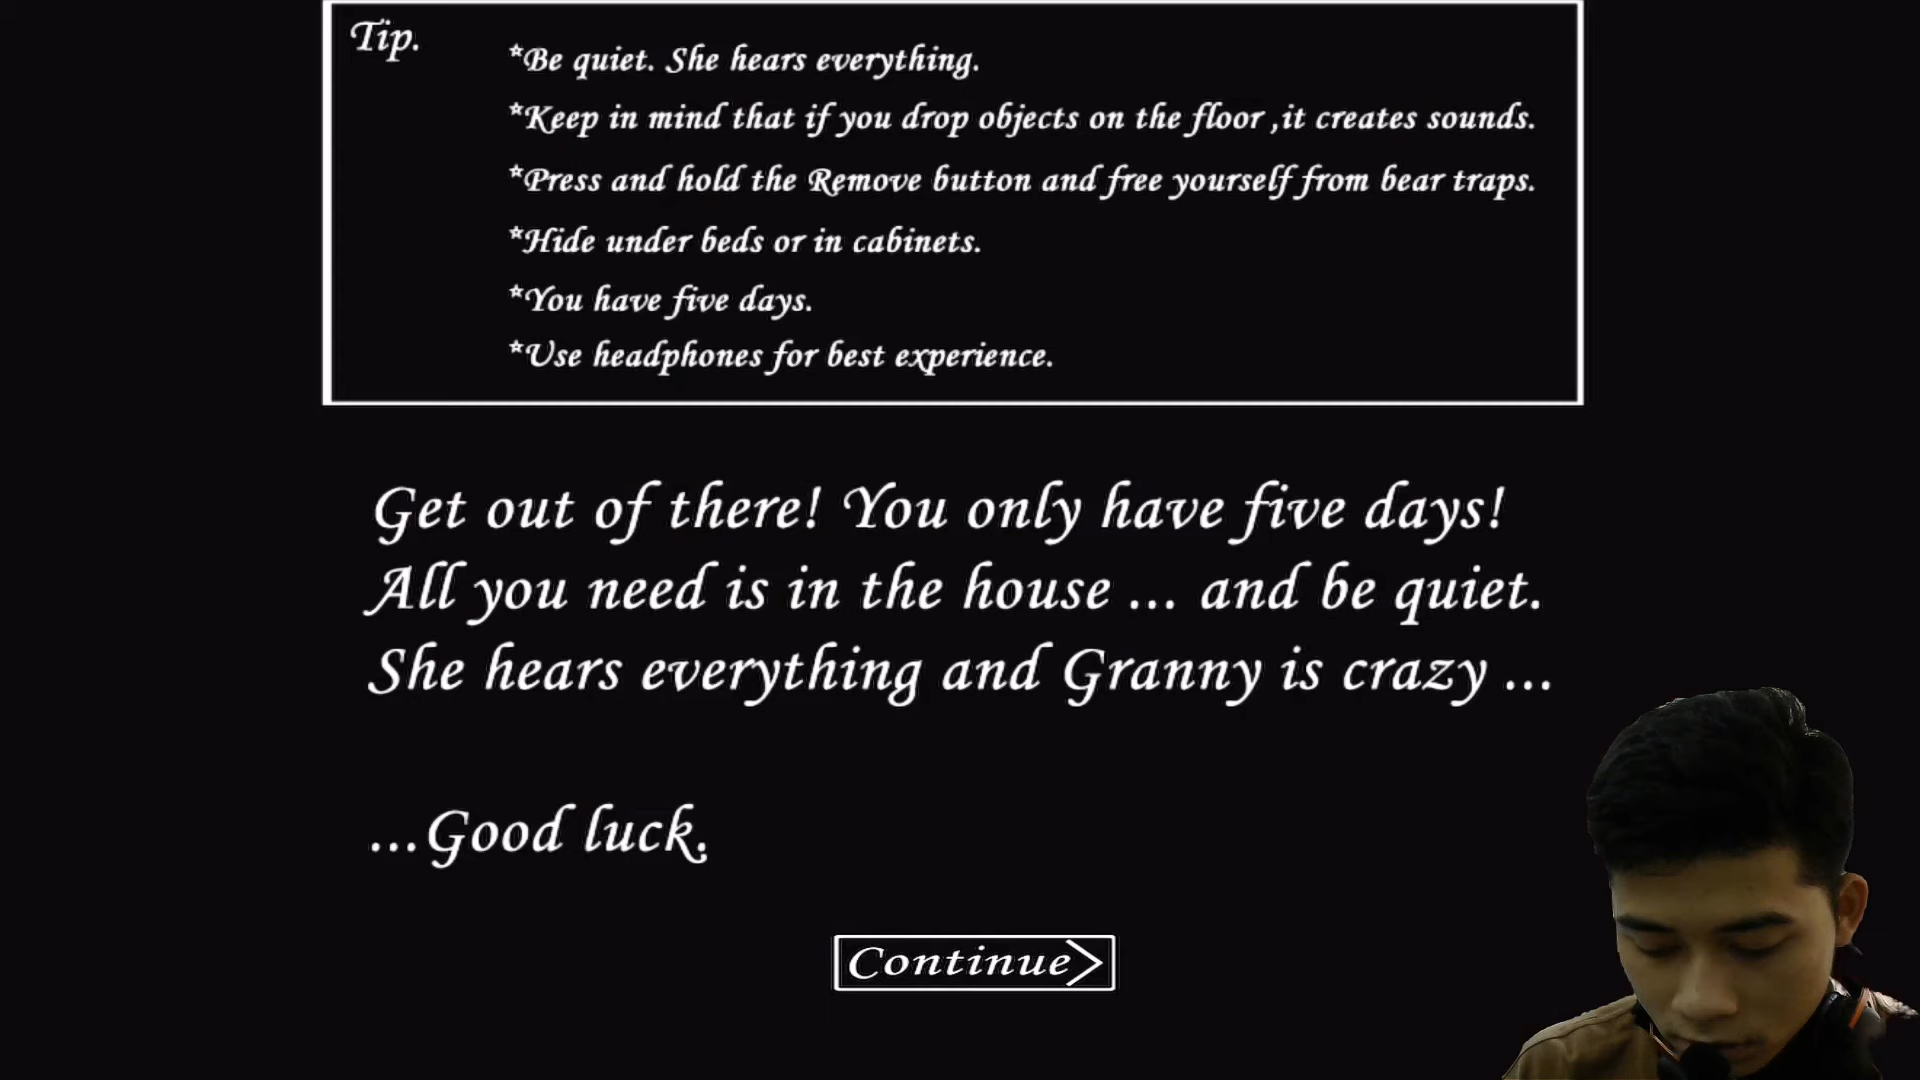 Tip.
*Be quiet. She hears everything.
*Keep in mind that if you drop objects on the floor ,it creates sounds.
*Press and hold the Remove button and free yourself from bear traps.
*Hide under beds or in cabinets.
*You have five days.
*Use headphones for best experience.
Get out of there! You only have five days!
All you need is in the house ... and be quiet.
She hears everything and Granny is crazy ...
...Good luck.
Continue>